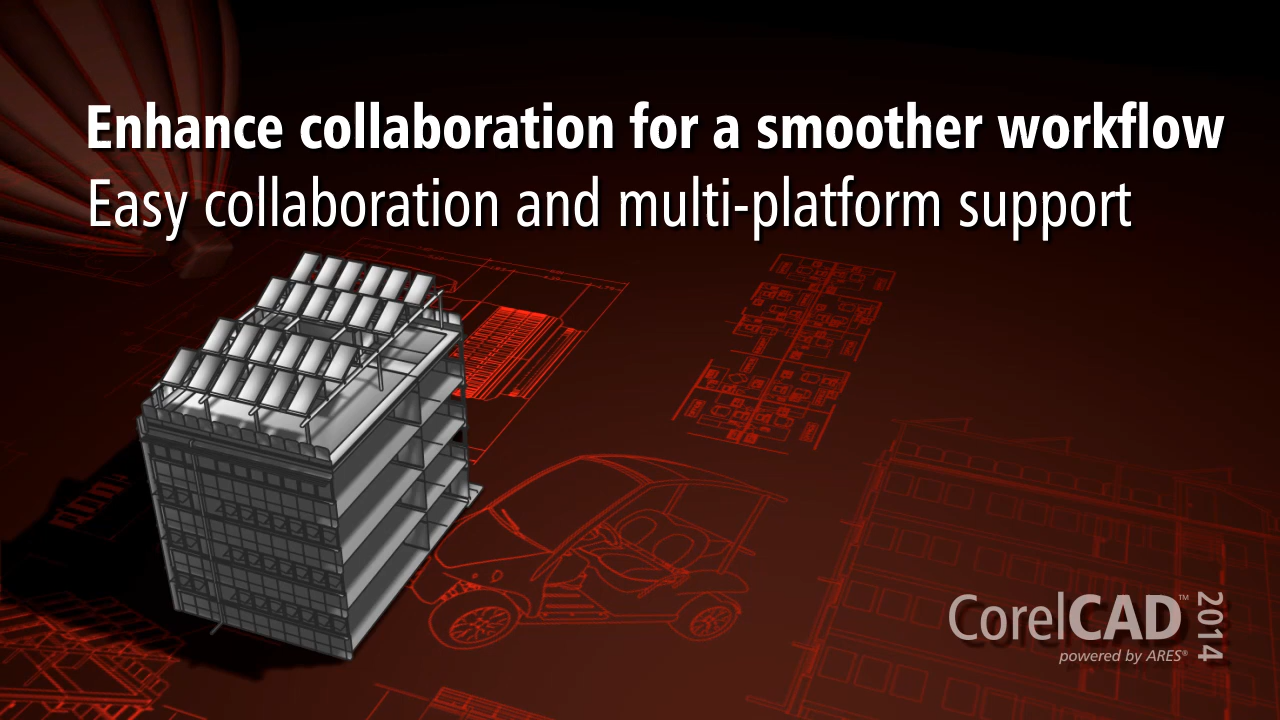 Enhance collaboration for a smoother workflow
Easy collaboration and multi-platform support
CorelCAD™ 2014
powered by ARES®